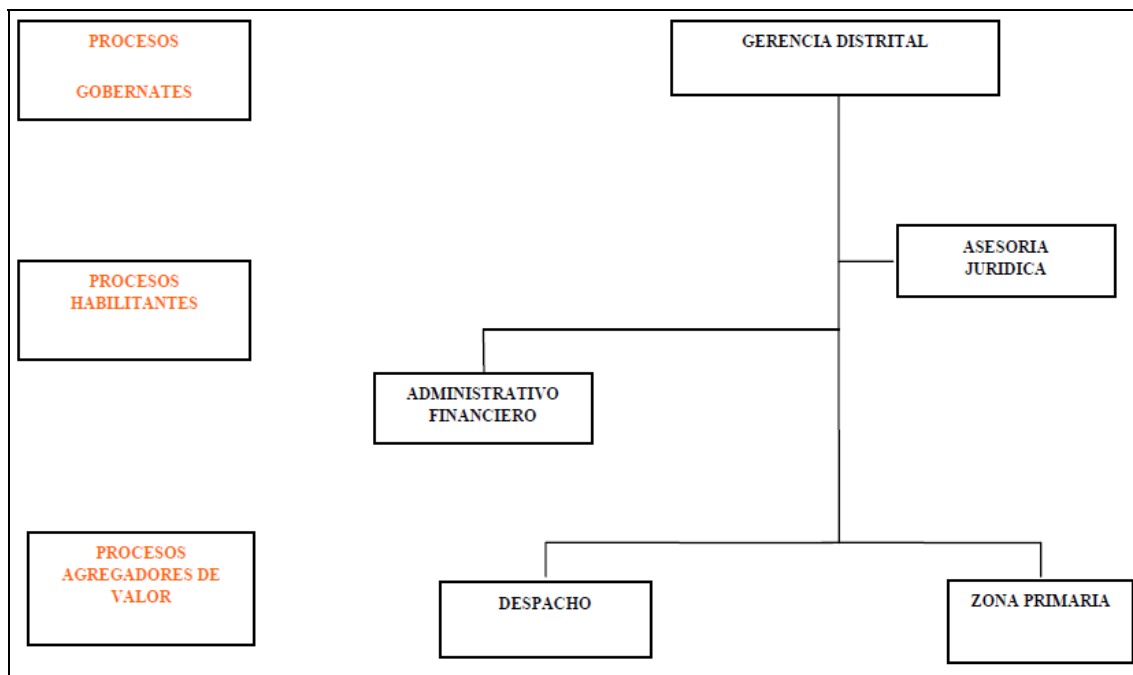 PROCESOS
GOBERNATES
GERENCIA DISTRITAL
ASESORIA
JURIDICA
PROCESOS
HABILITANTES
ADMINISTRATIVO
FINANCIERO
PROCESOS
AGREGADORES DE
VALOR
DESPACHO
ZONA PRIMARIA